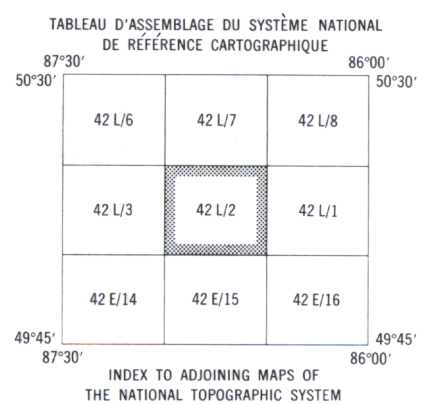 TABLEAU D'ASSEMBLAGE DU SYSTÈME NATIONAL
DE RÉFÉRENCE CARTOGRAPHIQUE
87°30′ 86°00′
50°30′ 50°30′
42 L/6 42 L/7 42 L/8
42 L/3 42 L/2 42 L/1
42 E/14 42 E/15 42 E/16
49°45′ 49°45′
87°30′ 86°00′
INDEX TO ADJOINING MAPS OF
THE NATIONAL TOPOGRAPHIC SYSTEM